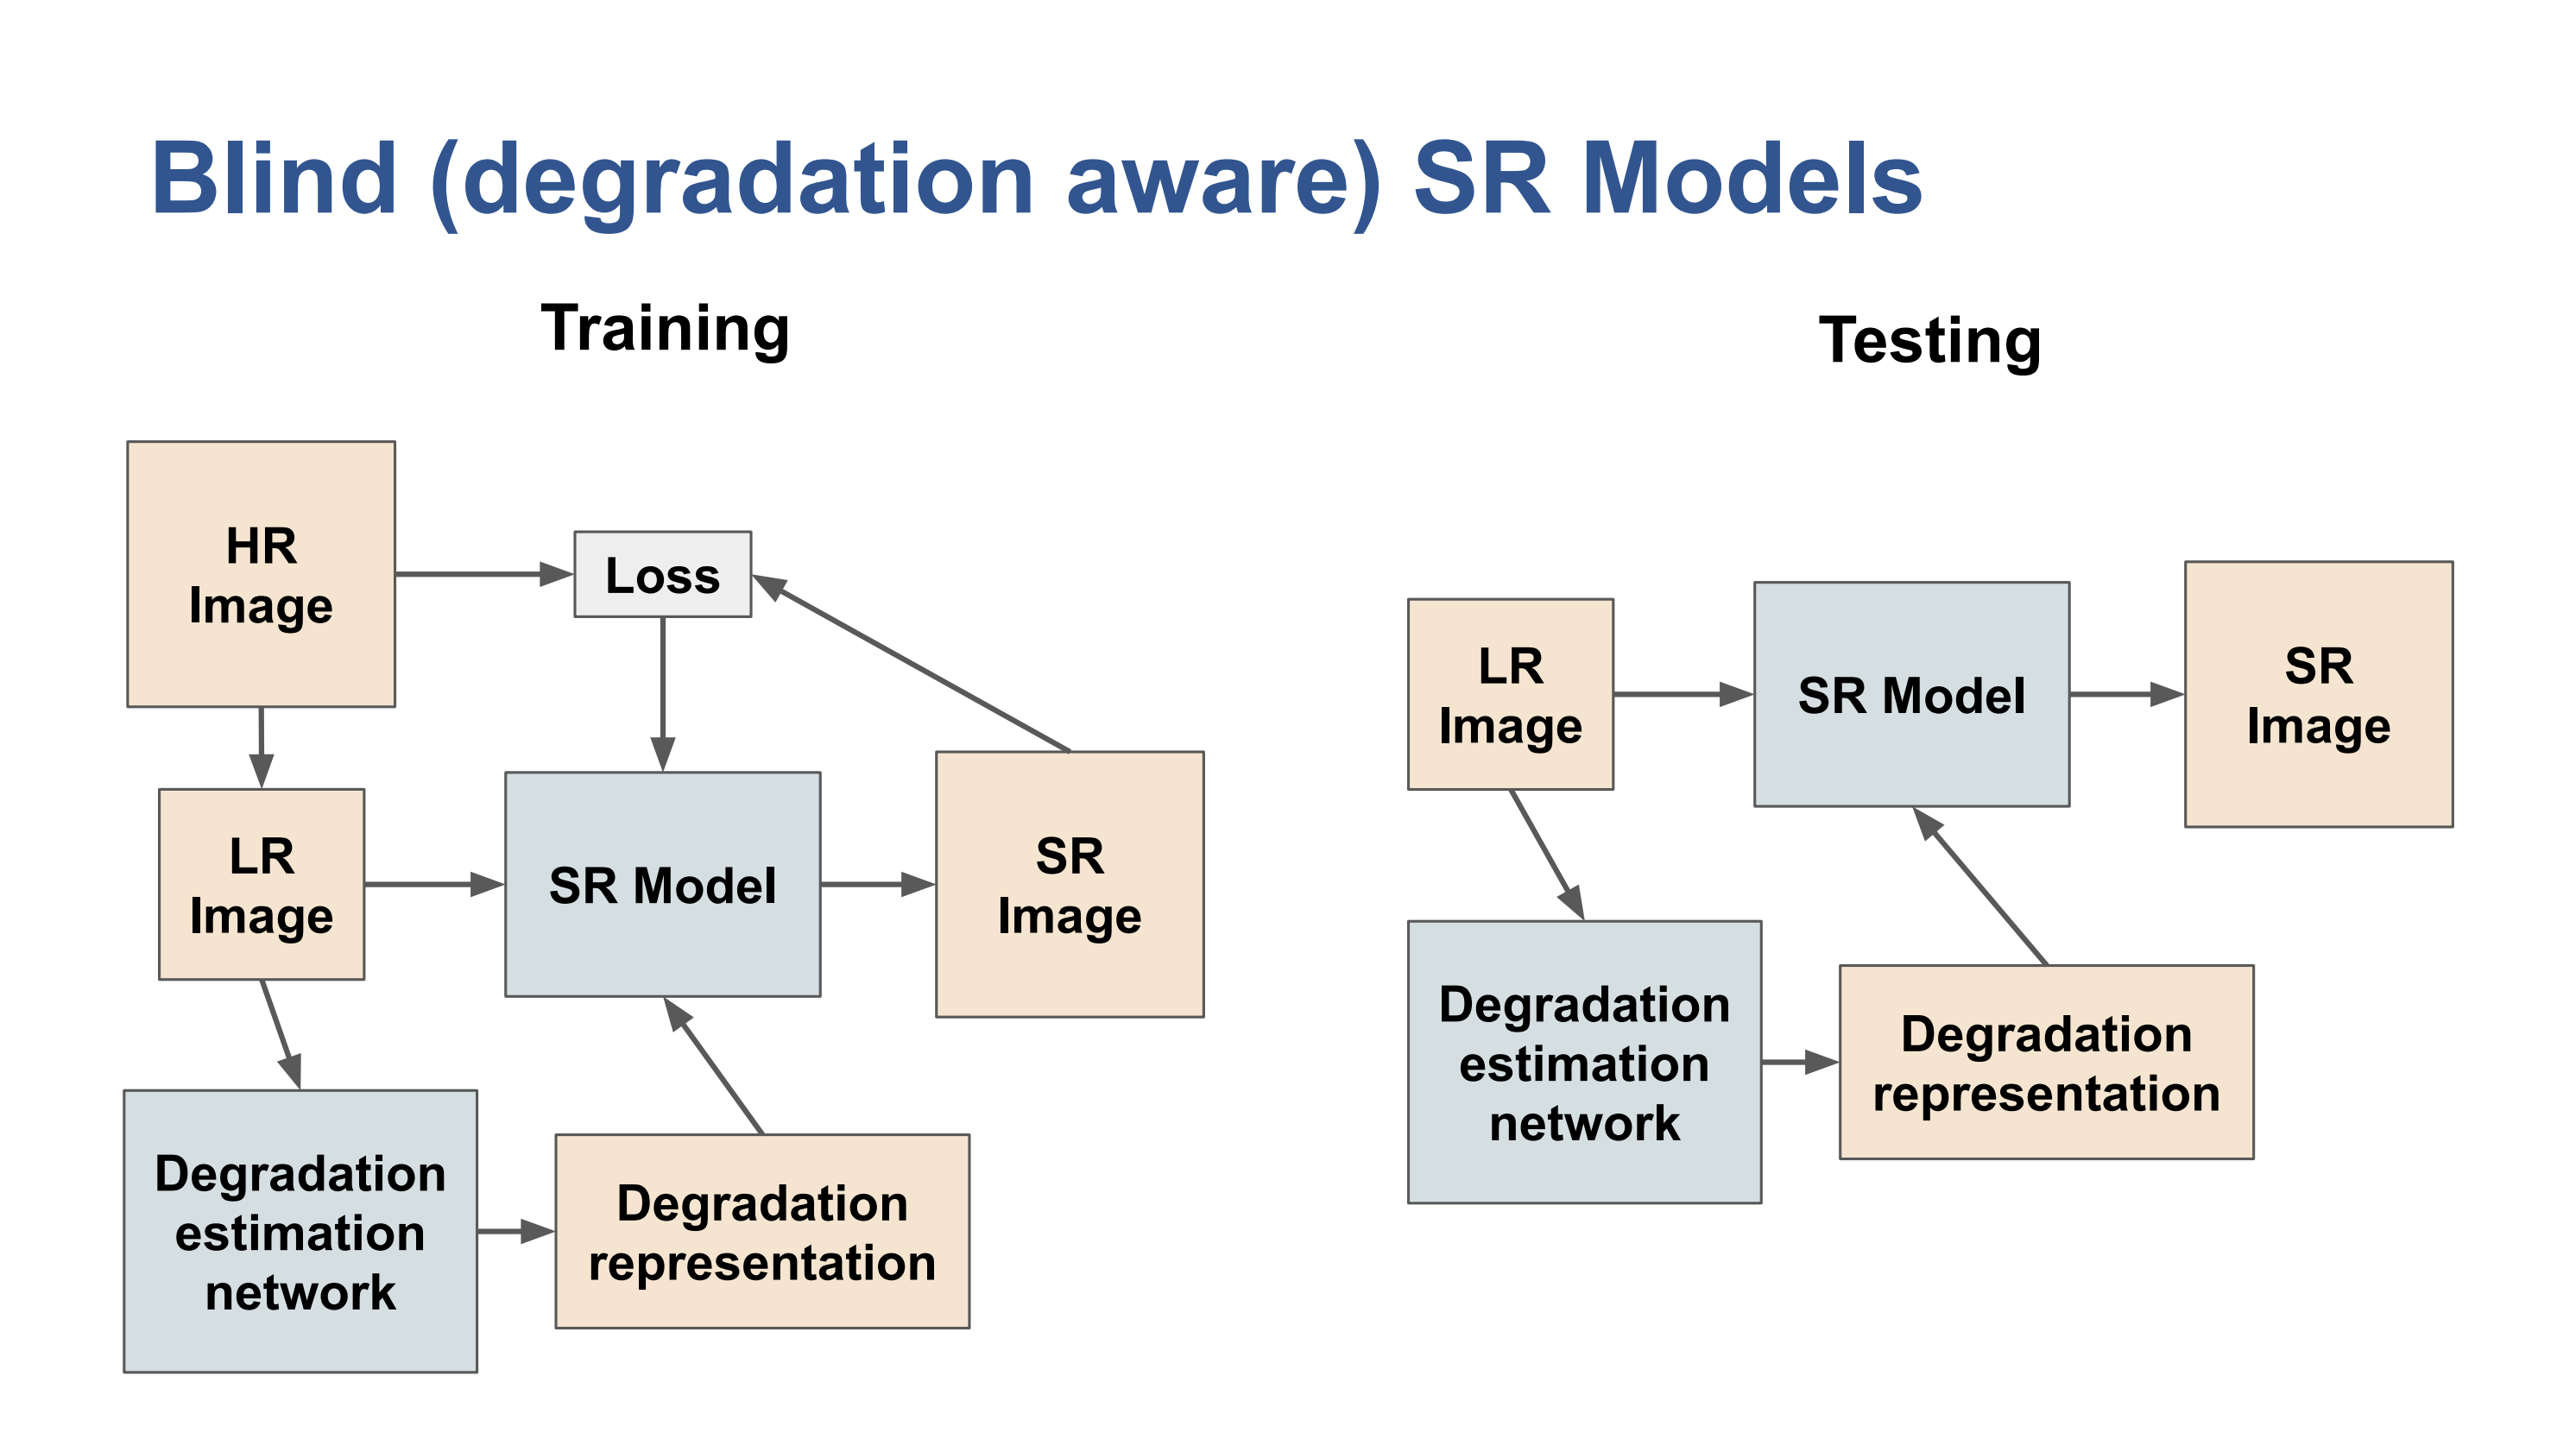 Blind (degradation aware) SR Models
Training
HR
Image
Loss
LR
Image
SR Model
SR
Image
Degradation
estimation
network
Degradation
representation
Testing
LR
Image
SR Model
SR
Image
Degradation
estimation
network
Degradation
representation